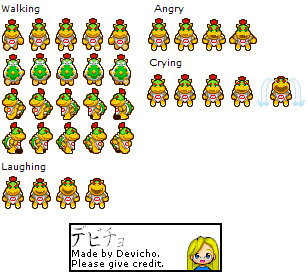 Walking
Angry
Crying
Laughing
デビチョ
Made by Devicho.
Please give credit.